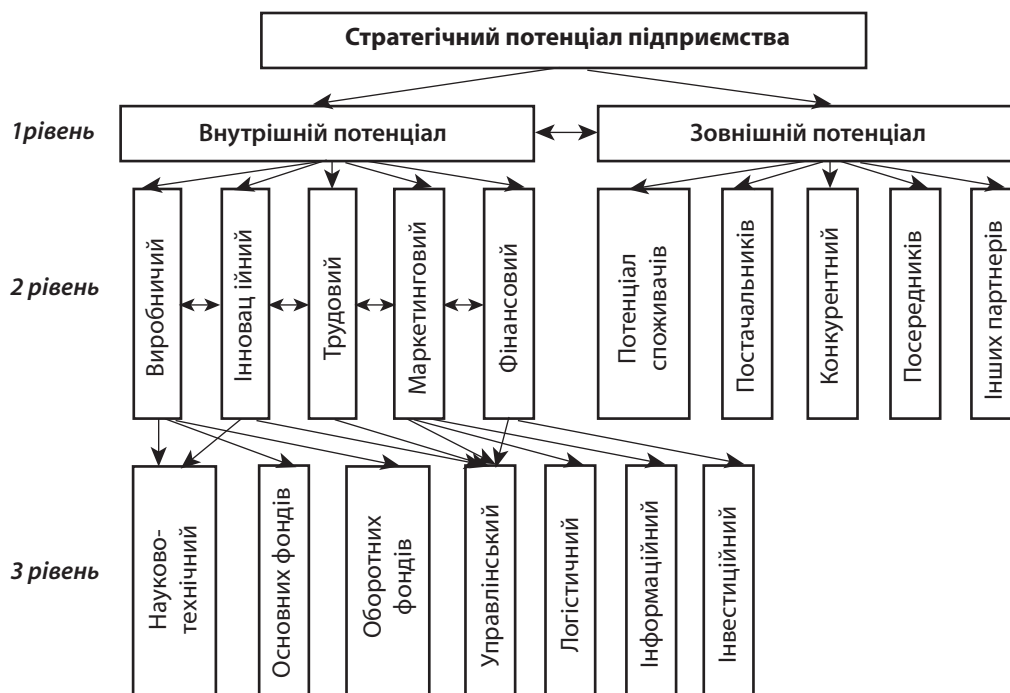 Стратегічний потенціал підприємства
1рівень
Внутрішній потенціал
Зовнішній потенціал
2 рівень
Виробничий
Інновац ійний
Трудовий
Маркетинговий
Фінансовий
Потенціал
споживачів
Постачальників
Конкурентний
Посередників
Інших партнерів
3 рівень
Науково-
технічний
Основних фондів
Оборотних
фондів
Управлінський
Логістичний
Інформаційний
Інвестиційний